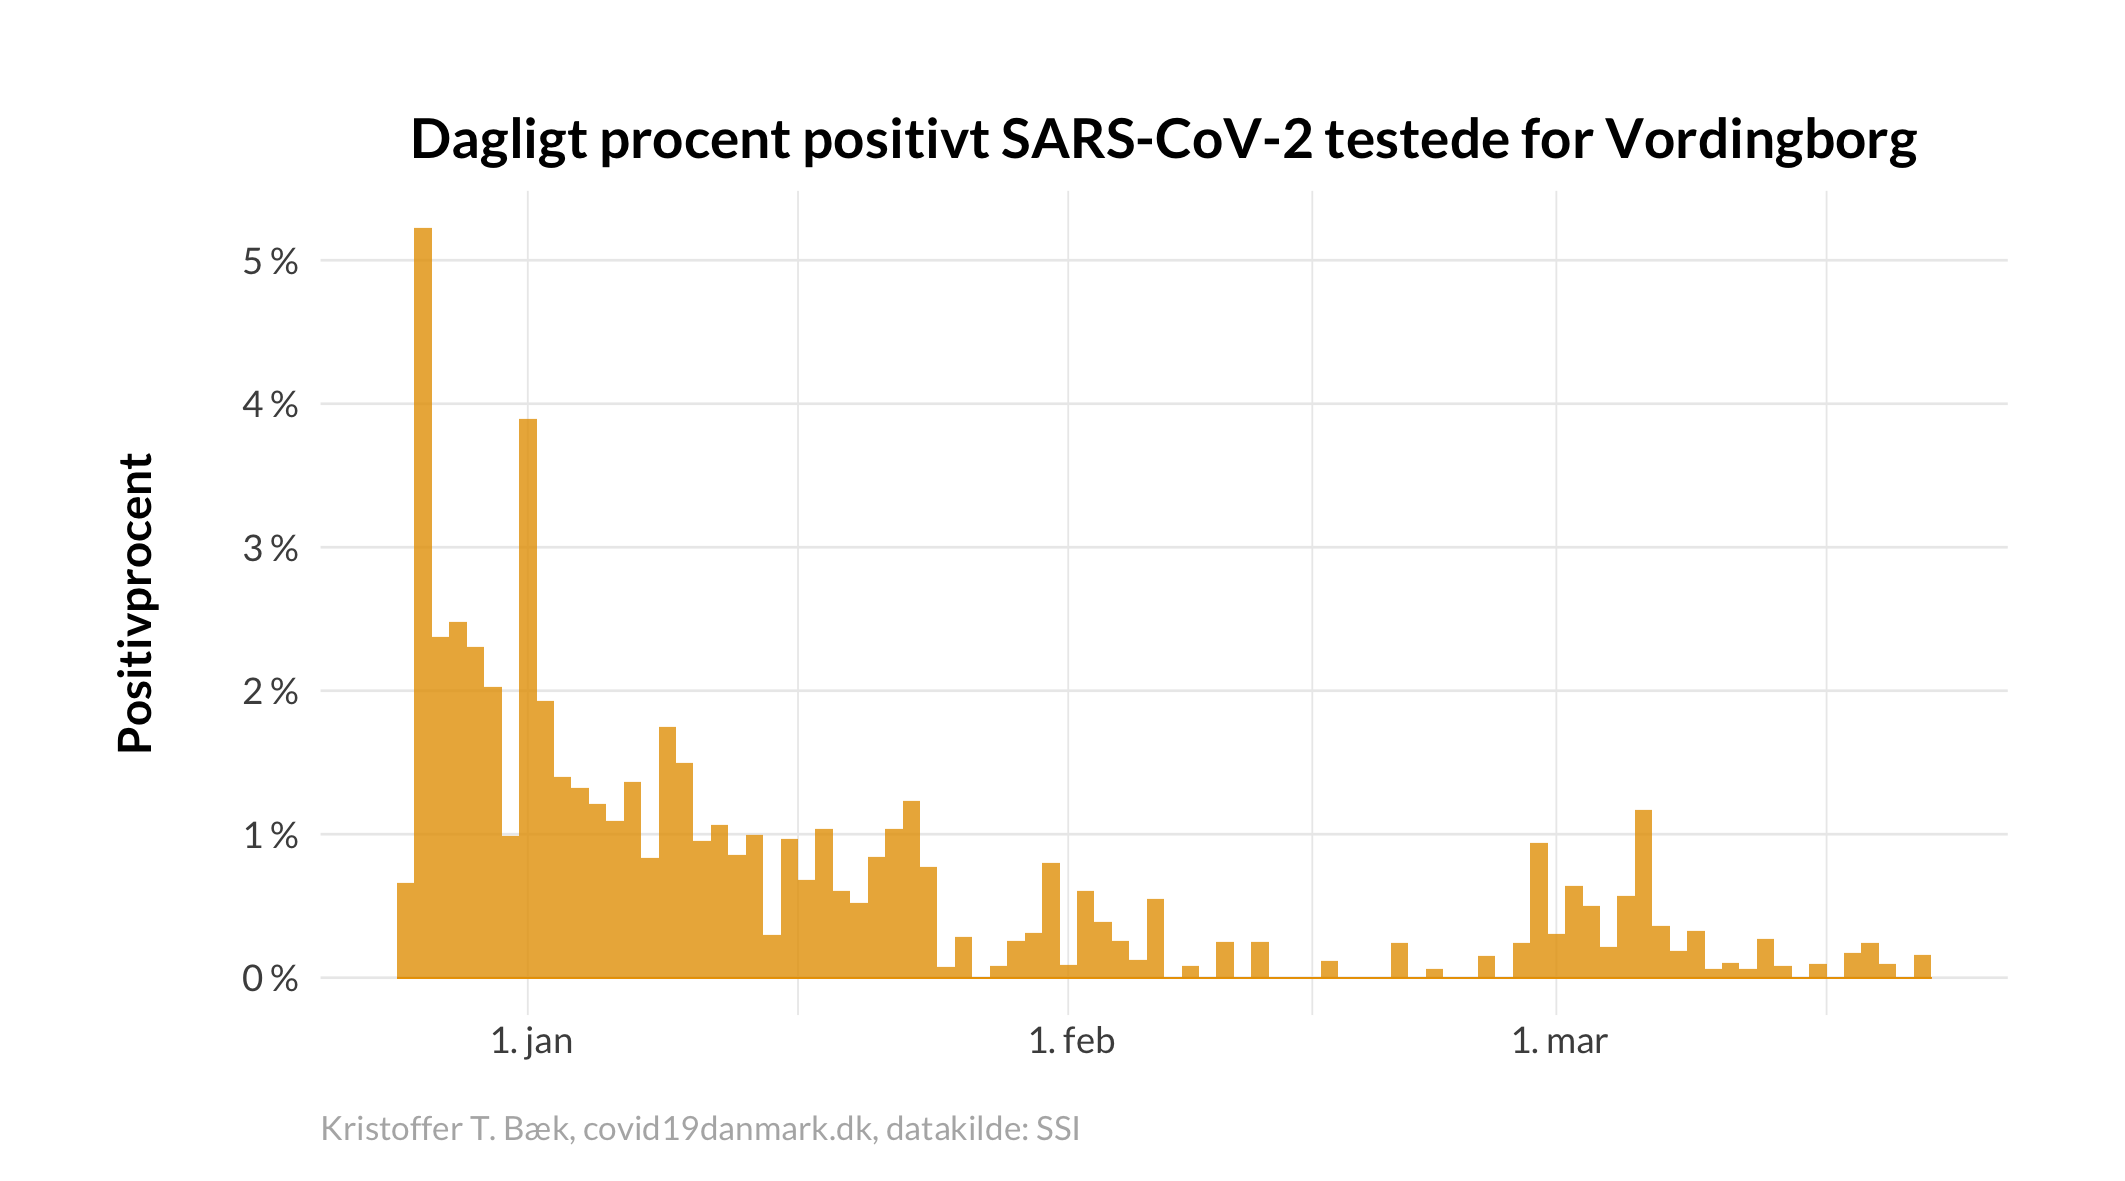 Dagligt procent positivt SARS-CoV-2 testede for Vordingborg
Positivprocent
5 %
4 %
3 %
2 %
1 %
0 %
1. jan
1. feb
1. mar
Kristoffer T. Bæk, covid19danmark.dk, datakilde: SSI